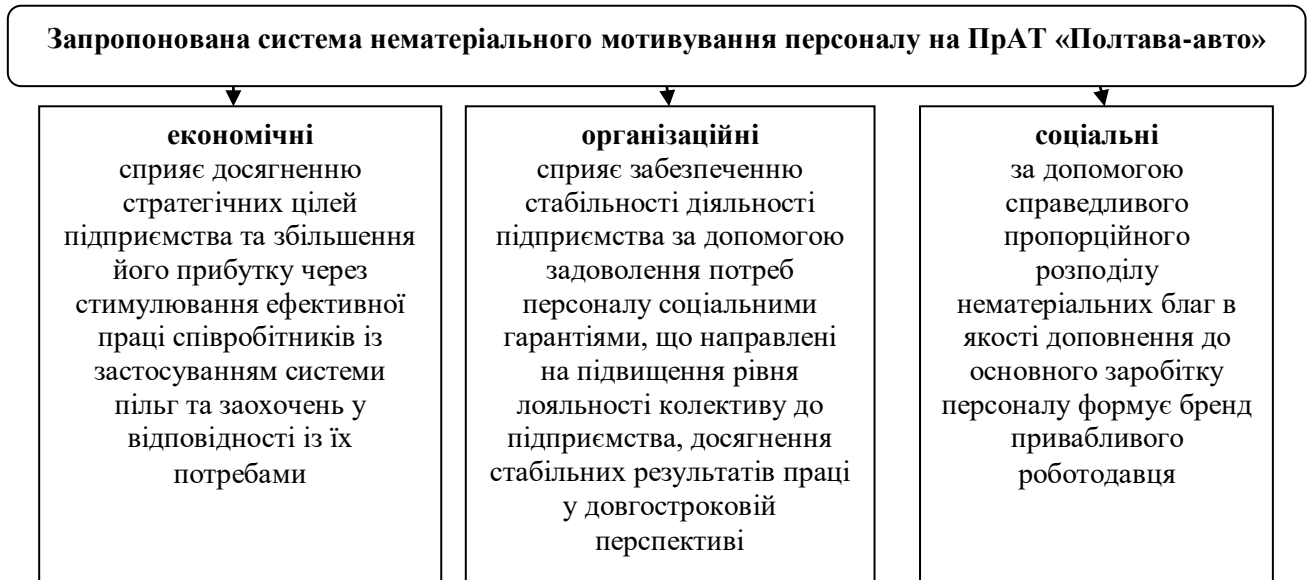 Запропонована система нематеріального мотивування персоналу на ПрАТ «Полтава-авто»
економічні
сприяє досягненню
стратегічних цілей
підприємства та збільшення
його прибутку через
стимулювання ефективної
праці співробітників із
застосуванням системи
пільг та заохочень у
відповідності із їх
потребами
організаційні
сприяє забезпеченню
стабільності діяльності
підприємства за допомогою
задоволення потреб
персоналу соціальними
гарантіями, що направлені
на підвищення рівня
лояльності колективу до
підприємства, досягнення
стабільних результатів праці
у довгостроковій
перспективі
соціальні
за допомогою
справедливого
пропорційного
розподілу
нематеріальних благ в
якості доповнення до
основного заробітку
персоналу формує бренд
привабливого
роботодавця